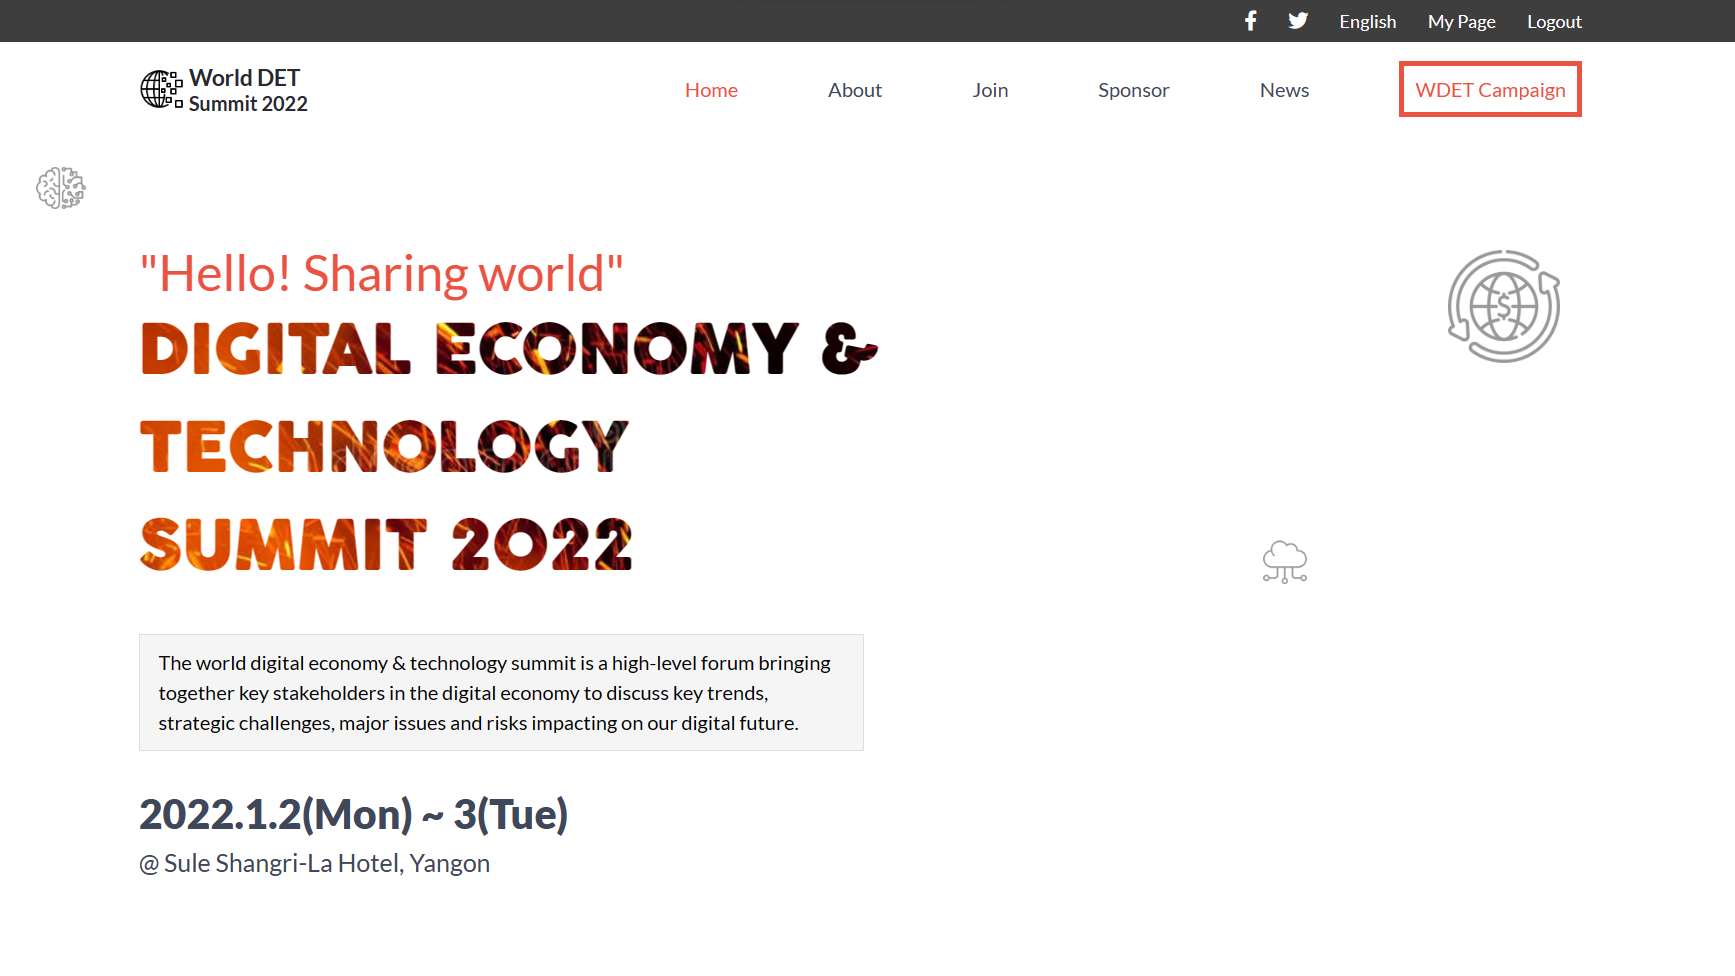 English My Page Logout
World DET
Summit 2022
Home About Join Sponsor News WDET Campaign
"Hello! Sharing world"
DIGITAL ECONOMY &
TECHNOLOGY
SUMMIT 2022
The world digital economy & technology summit is a high-level forum bringing
together key stakeholders in the digital economy to discuss key trends,
strategic challenges, major issues and risks impacting on our digital future.
2022.1.2(Mon) ~ 3(Tue)
@ Sule Shangri-La Hotel, Yangon